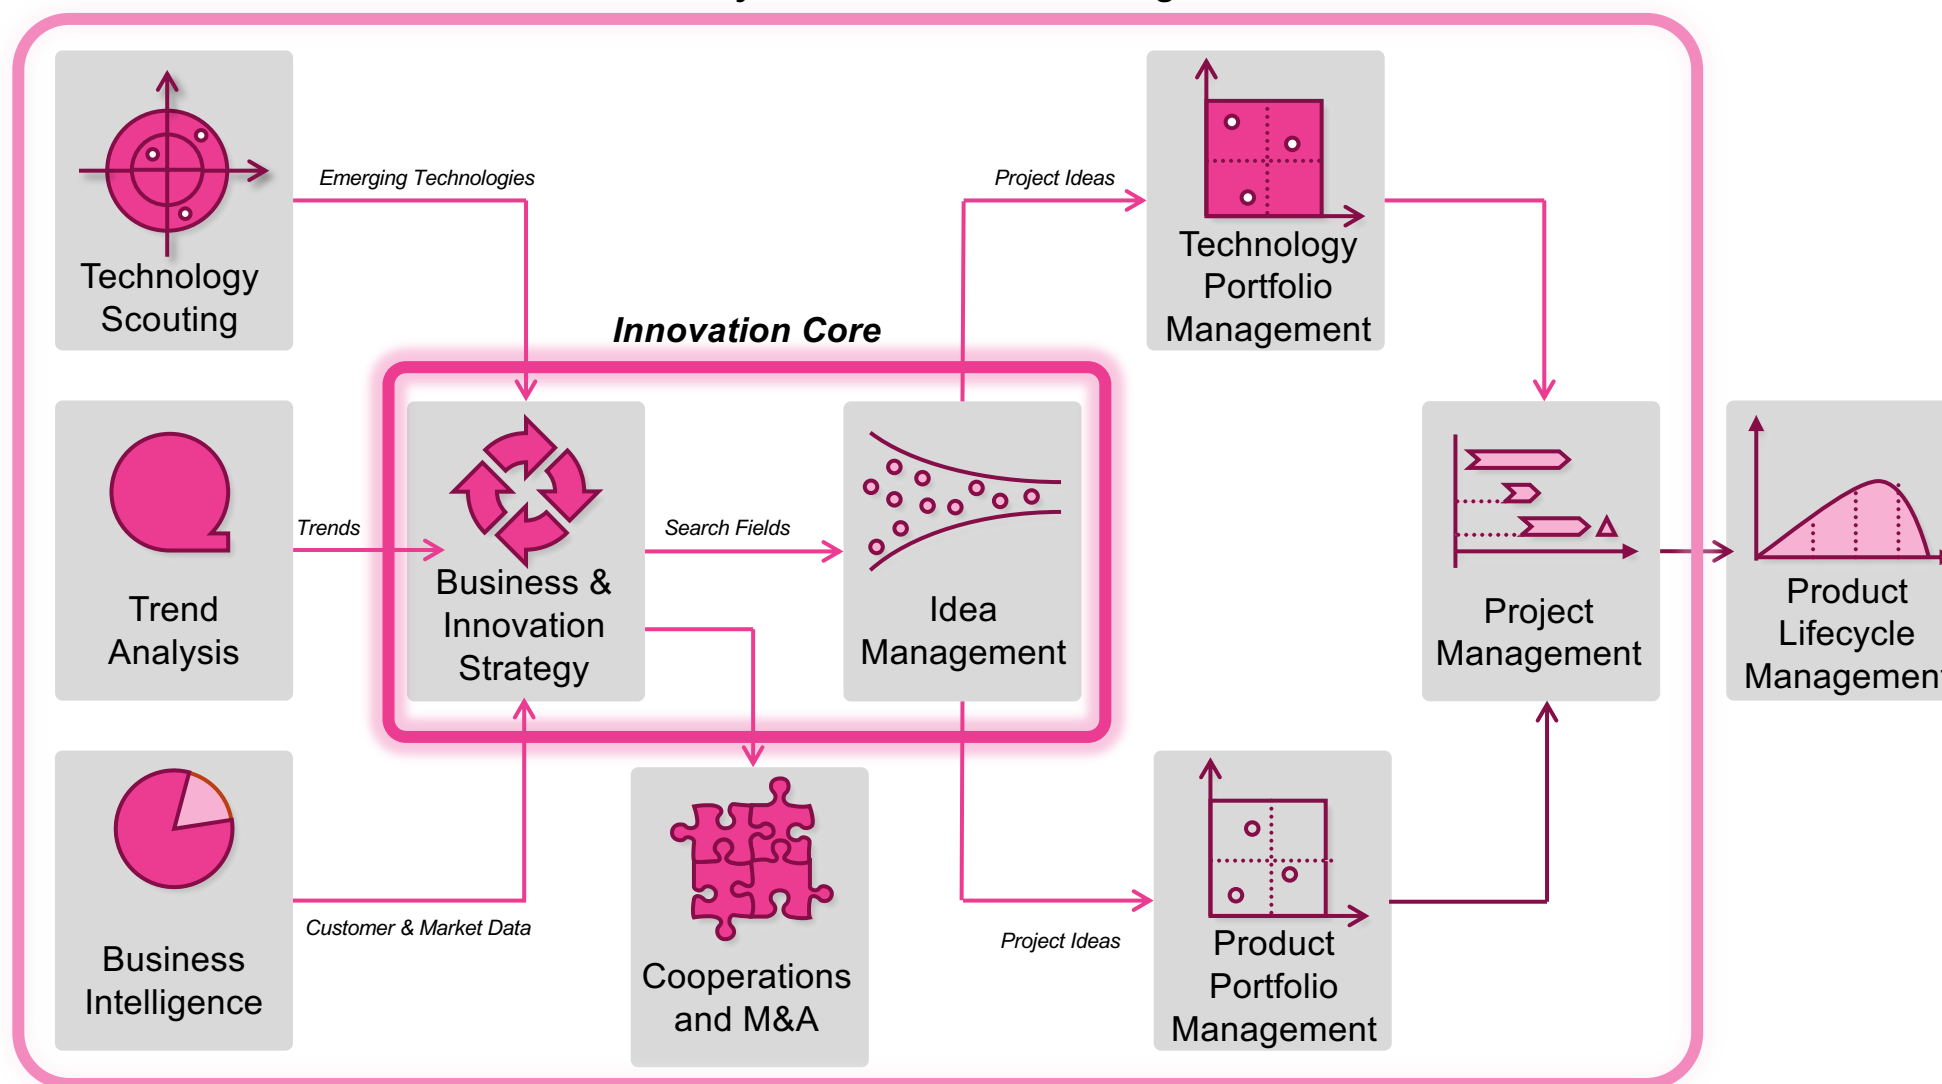 Technology
Scouting
Emerging Technologies
Project Ideas
Technology
Portfolio
Management
Innovation Core
Trend
Analysis
Trends
Business &
Innovation
Strategy
Search Fields
Idea
Management
Project
Management
Product
Lifecycle
Management
Business
Intelligence
Customer & Market Data
Cooperations
and M&A
Project Ideas
Product
Portfolio
Management